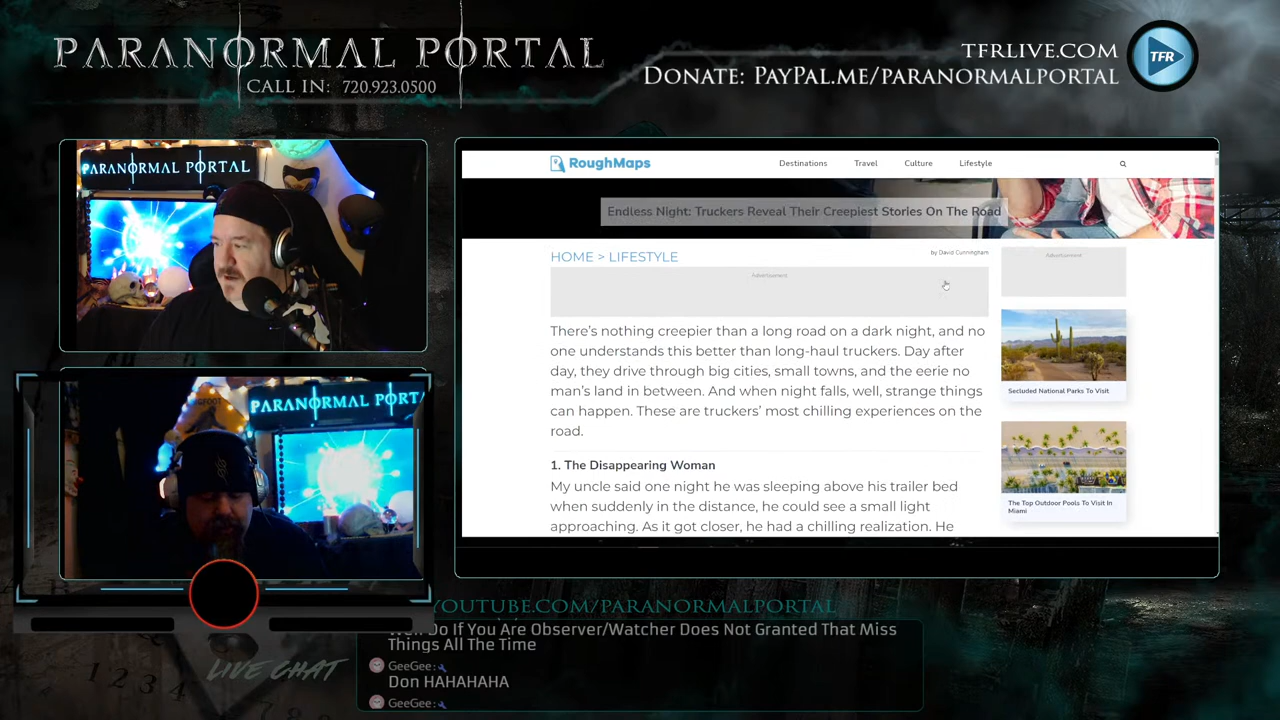 PARANORMAL PORTAL
CALL IN: 720.923.0500
TFRLIVE.COM
DONATE: PAYPAL.ME/PARANORMALPORTAL
TFR
PARANORMAL PORTAL
PARANORMAL PORT
RoughMaps
Destinations
Travel
Culture
Lifestyle
Endless Night: Truckers Reveal Their Creepiest Stories On The Road
HOME > LIFESTYLE
by David Cunningham
Advertisement
Advertisement
There's nothing creepier than a long road on a dark night, and no
one understands this better than long-haul truckers. Day after
day, they drive through big cities, small towns, and the eerie no
man's land in between. And when night falls, well, strange things
can happen. These are truckers' most chilling experiences on the
road.
1. The Disappearing Woman
My uncle said one night he was sleeping above his trailer bed
when suddenly in the distance, he could see a small light
approaching. As it got closer, he had a chilling realization. He
Secluded National Parks To Visit
The Top Outdoor Pools To Visit In
Miami
YOUTUBE.COM/PARANORMALPORTAL
LIVE CHAT
Well Do If You Are Observer/Watcher Does Not Granted That Miss
Things All The Time
GeeGee:
Don HAHAHAHA
GeeGee:
1 2 3 4